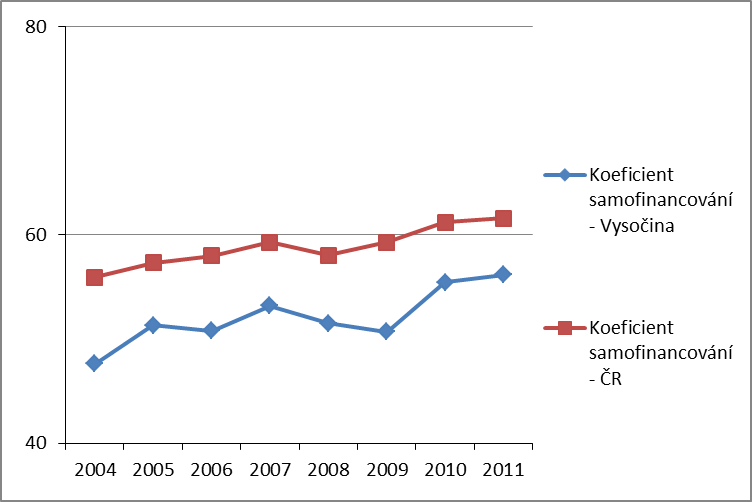 80
60
40
2004 2005 2006 2007 2008 2009 2010 2011
Koeficient
samofinancování
- Vysočina
Koeficient
samofinancování
- ČR